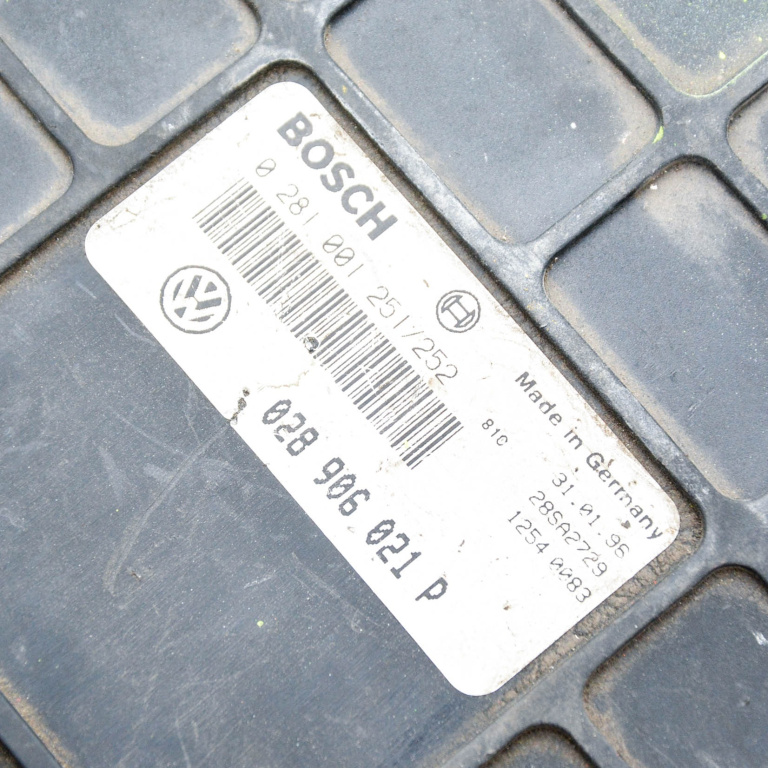 BOSCH
0 281 001 251/252
VW
028 906 021 P
81C
Made in Germany
31.01.96
28SA2729
1254 0083